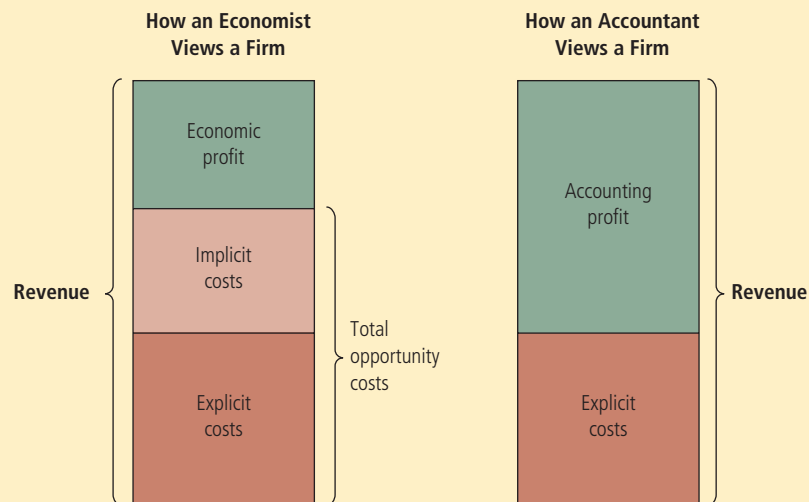 How an Economist
Views a Firm
Revenue
Economic
profit
Implicit
costs
Explicit
costs
Total
opportunity
costs
How an Accountant
Views a Firm
Accounting
profit
Explicit
costs
Revenue